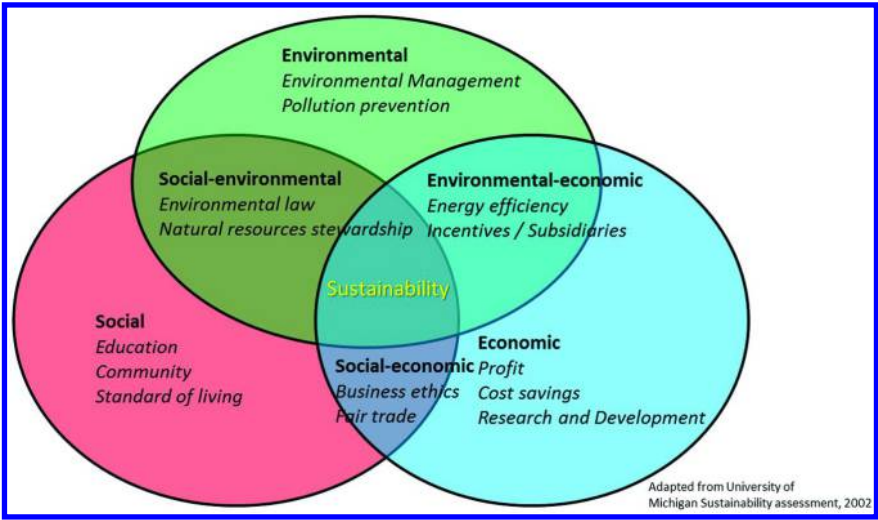 Environmental
Environmental Management
Pollution prevention
Social-environmental
Environmental law
Natural resources stewardship
Environmental-economic
Energy efficiency
Incentives / Subsidiaries
Sustainability
Social
Education
Community
Standard of living
Social-economic
Business ethics
Fair trade
Economic
Profit
Cost savings
Research and Development
Adapted from University of
Michigan Sustainability assessment, 2002